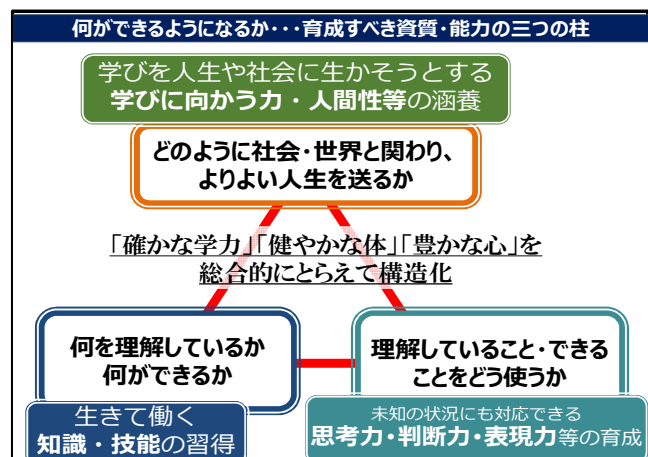 何ができるようになるか・・・育成すべき資質・能力の三つの柱
学びを人生や社会に生かそうとする
学びに向かう力・人間性等の涵養
どのように社会・世界と関わり、
よりよい人生を送るか
「確かな学力」「健やかな体」「豊かな心」を
総合的にとらえて構造化
何を理解しているか
何ができるか
理解していること・できる
ことをどう使うか
生きて働く
知識・技能の習得
未知の状況にも対応できる
思考力・判断力・表現力等の育成